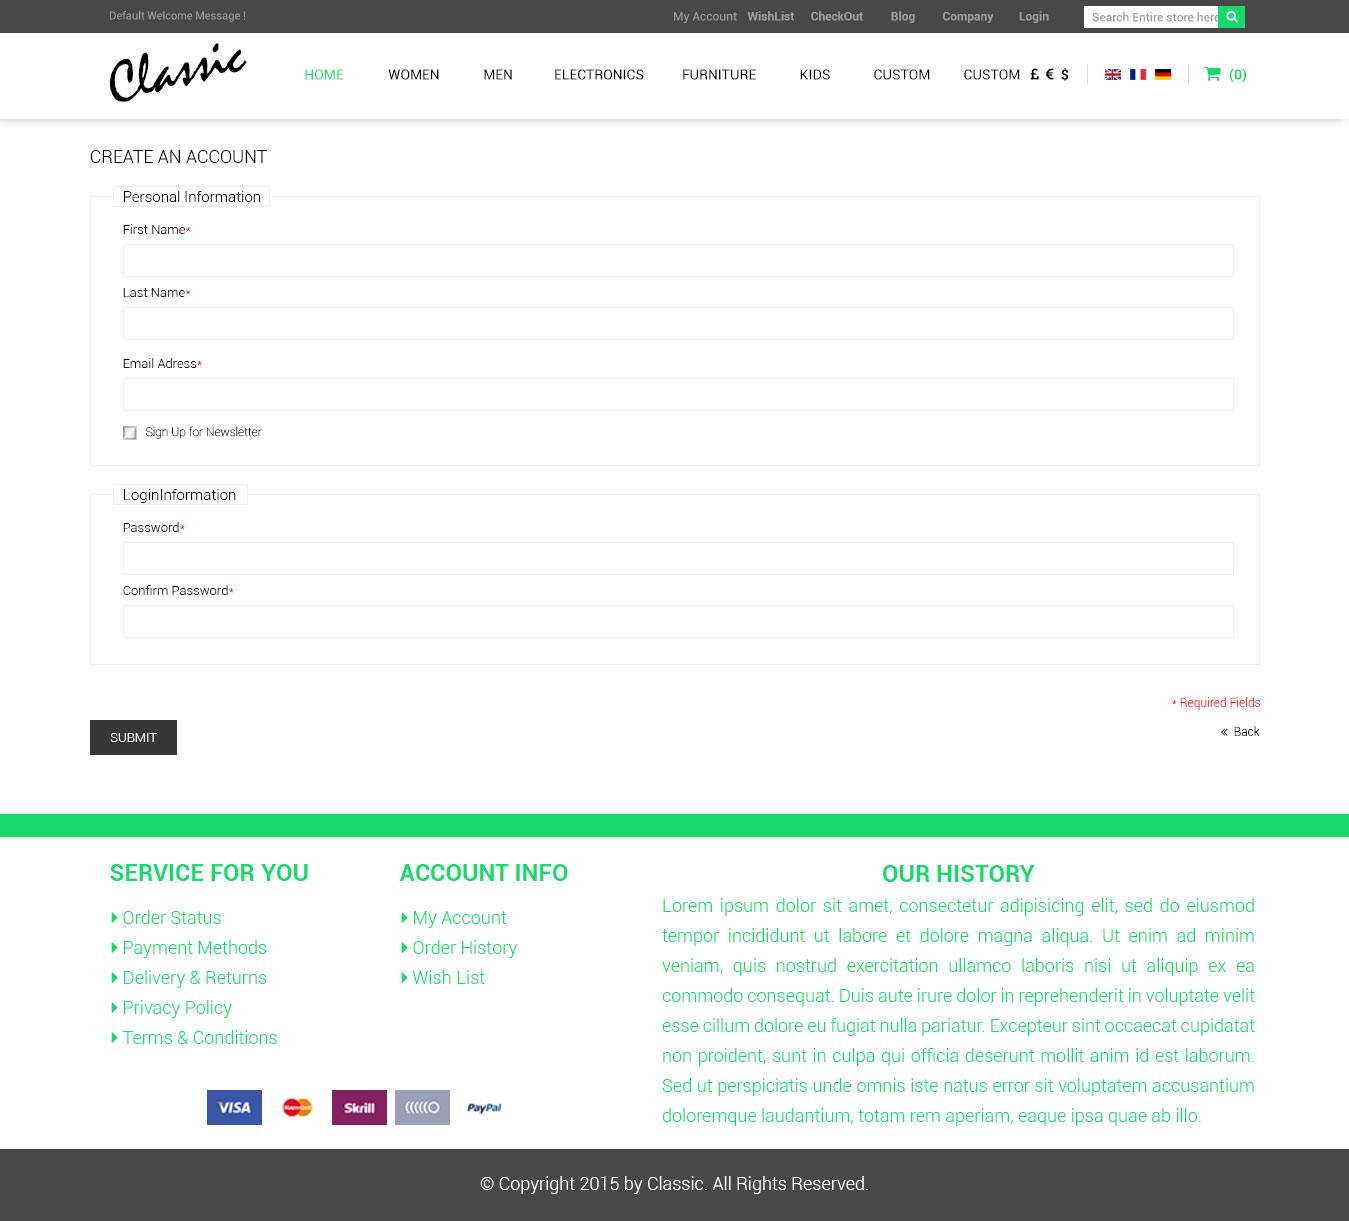 Default Welcome Message !
My Account WishList CheckOut Blog Company Login Search Entire store here
Classic
HOME WOMEN MEN ELECTRONICS FURNITURE KIDS CUSTOM CUSTOM £ € $ (0)
CREATE AN ACCOUNT
Personal Information
First Name*
Last Name*
Email Adress*
Sign Up for Newsletter
LoginInformation
Password*
Confirm Password*
* Required Fields
SUBMIT
« Back
SERVICE FOR YOU
Order Status
Payment Methods
Delivery & Returns
Privacy Policy
Terms & Conditions
ACCOUNT INFO
My Account
Order History
Wish List
VISA MasterCard Skrill PayPal
OUR HISTORY
Lorem ipsum dolor sit amet, consectetur adipisicing elit, sed do eiusmod
tempor incididunt ut labore et dolore magna aliqua. Ut enim ad minim
veniam, quis nostrud exercitation ullamco laboris nisi ut aliquip ex ea
commodo consequat. Duis aute irure dolor in reprehenderit in voluptate velit
esse cillum dolore eu fugiat nulla pariatur. Excepteur sint occaecat cupidatat
non proident, sunt in culpa qui officia deserunt mollit anim id est laborum.
Sed ut perspiciatis unde omnis iste natus error sit voluptatem accusantium
doloremque laudantium, totam rem aperiam, eaque ipsa quae ab illo.
© Copyright 2015 by Classic. All Rights Reserved.